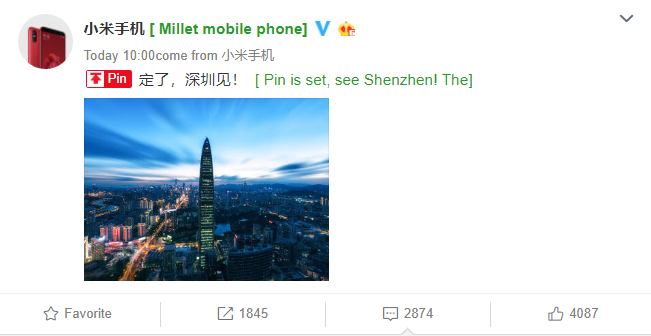 小米手机 [ Millet mobile phone]
Today 10:00come from 小米手机
Pin 定了，深圳见！ [ Pin is set, see Shenzhen! The]
Favorite 1845 2874 4087